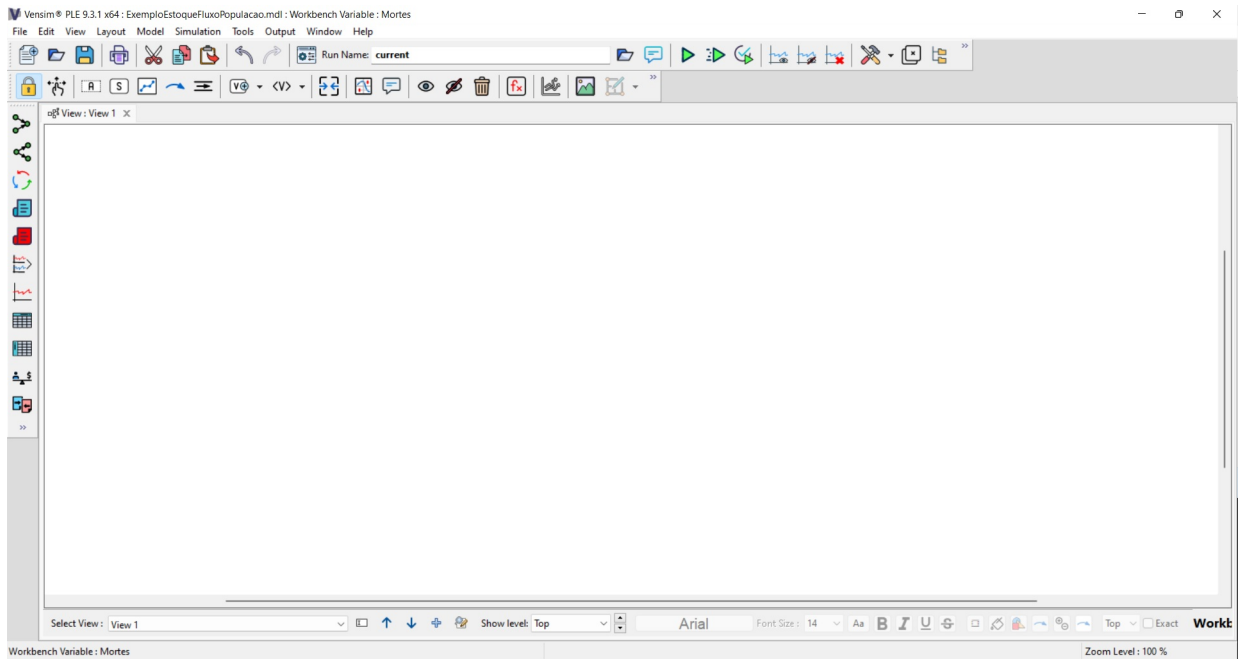 Vensim® PLE 9.3.1 x64 : ExemploEstoqueFluxoPopulacao.mdl : Workbench Variable : Mortes
File Edit View Layout Model Simulation Tools Output Window Help
Run Name: current
A S V <V> fx
View : View 1
Select View : View 1 Show level: Top Arial Font Size : 14 Aa B I U S Top Exact Workb
Workbench Variable : Mortes Zoom Level : 100 %